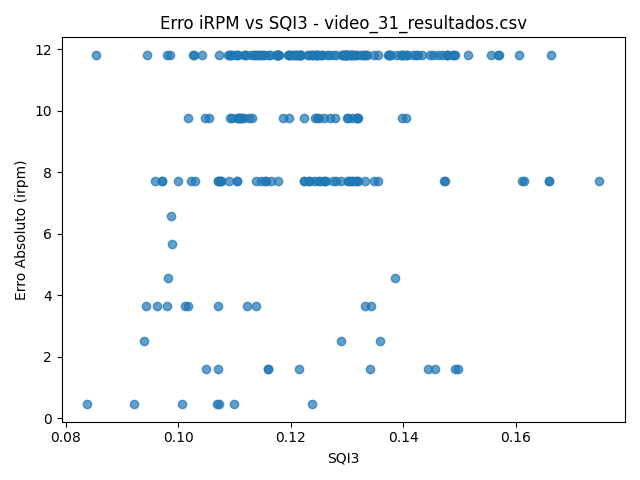 Erro iRPM vs SQI3 - video_31_resultados.csv
Erro Absoluto (irpm)
12
10
8
6
4
2
0
0.08 0.10 0.12 0.14 0.16
SQI3